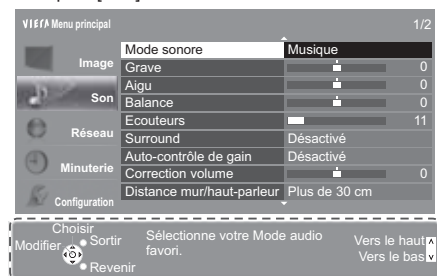 VIErA Menu principal 1/2
Image
Son
Réseau
Minuterie
Configuration
Mode sonore Musique
Grave 0
Aigu 0
Balance 0
Ecouteurs 11
Surround Désactivé
Auto-contrôle de gain Désactivé
Correction volume 0
Distance mur/haut-parleur Plus de 30 cm
Choisir
Modifier
Sortir
Revenir
Sélectionne votre Mode audio
favori.
Vers le haut
Vers le bas